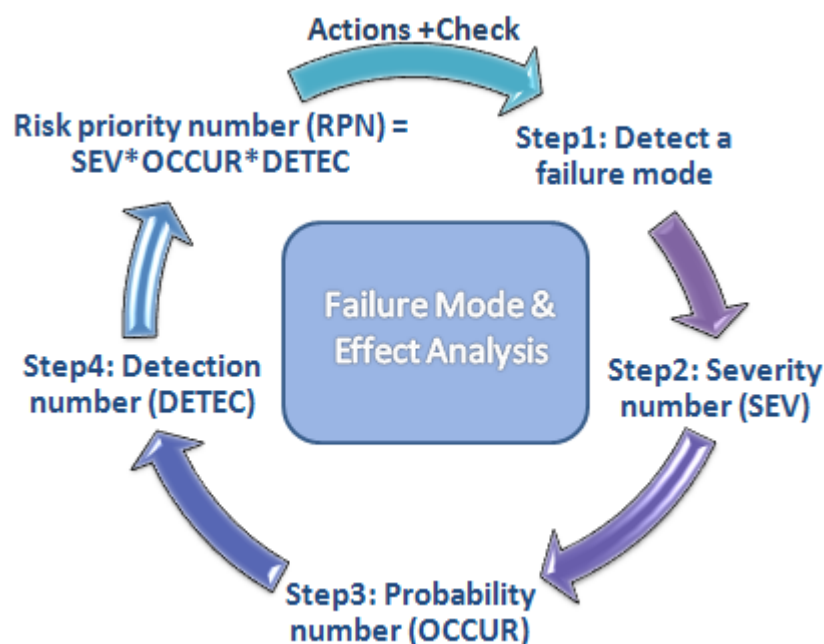 Actions +Check
Risk priority number (RPN) =
SEV*OCCUR*DETEC
Step1: Detect a
failure mode
Failure Mode &
Effect Analysis
Step4: Detection
number (DETEC)
Step2: Severity
number (SEV)
Step3: Probability
number (OCCUR)